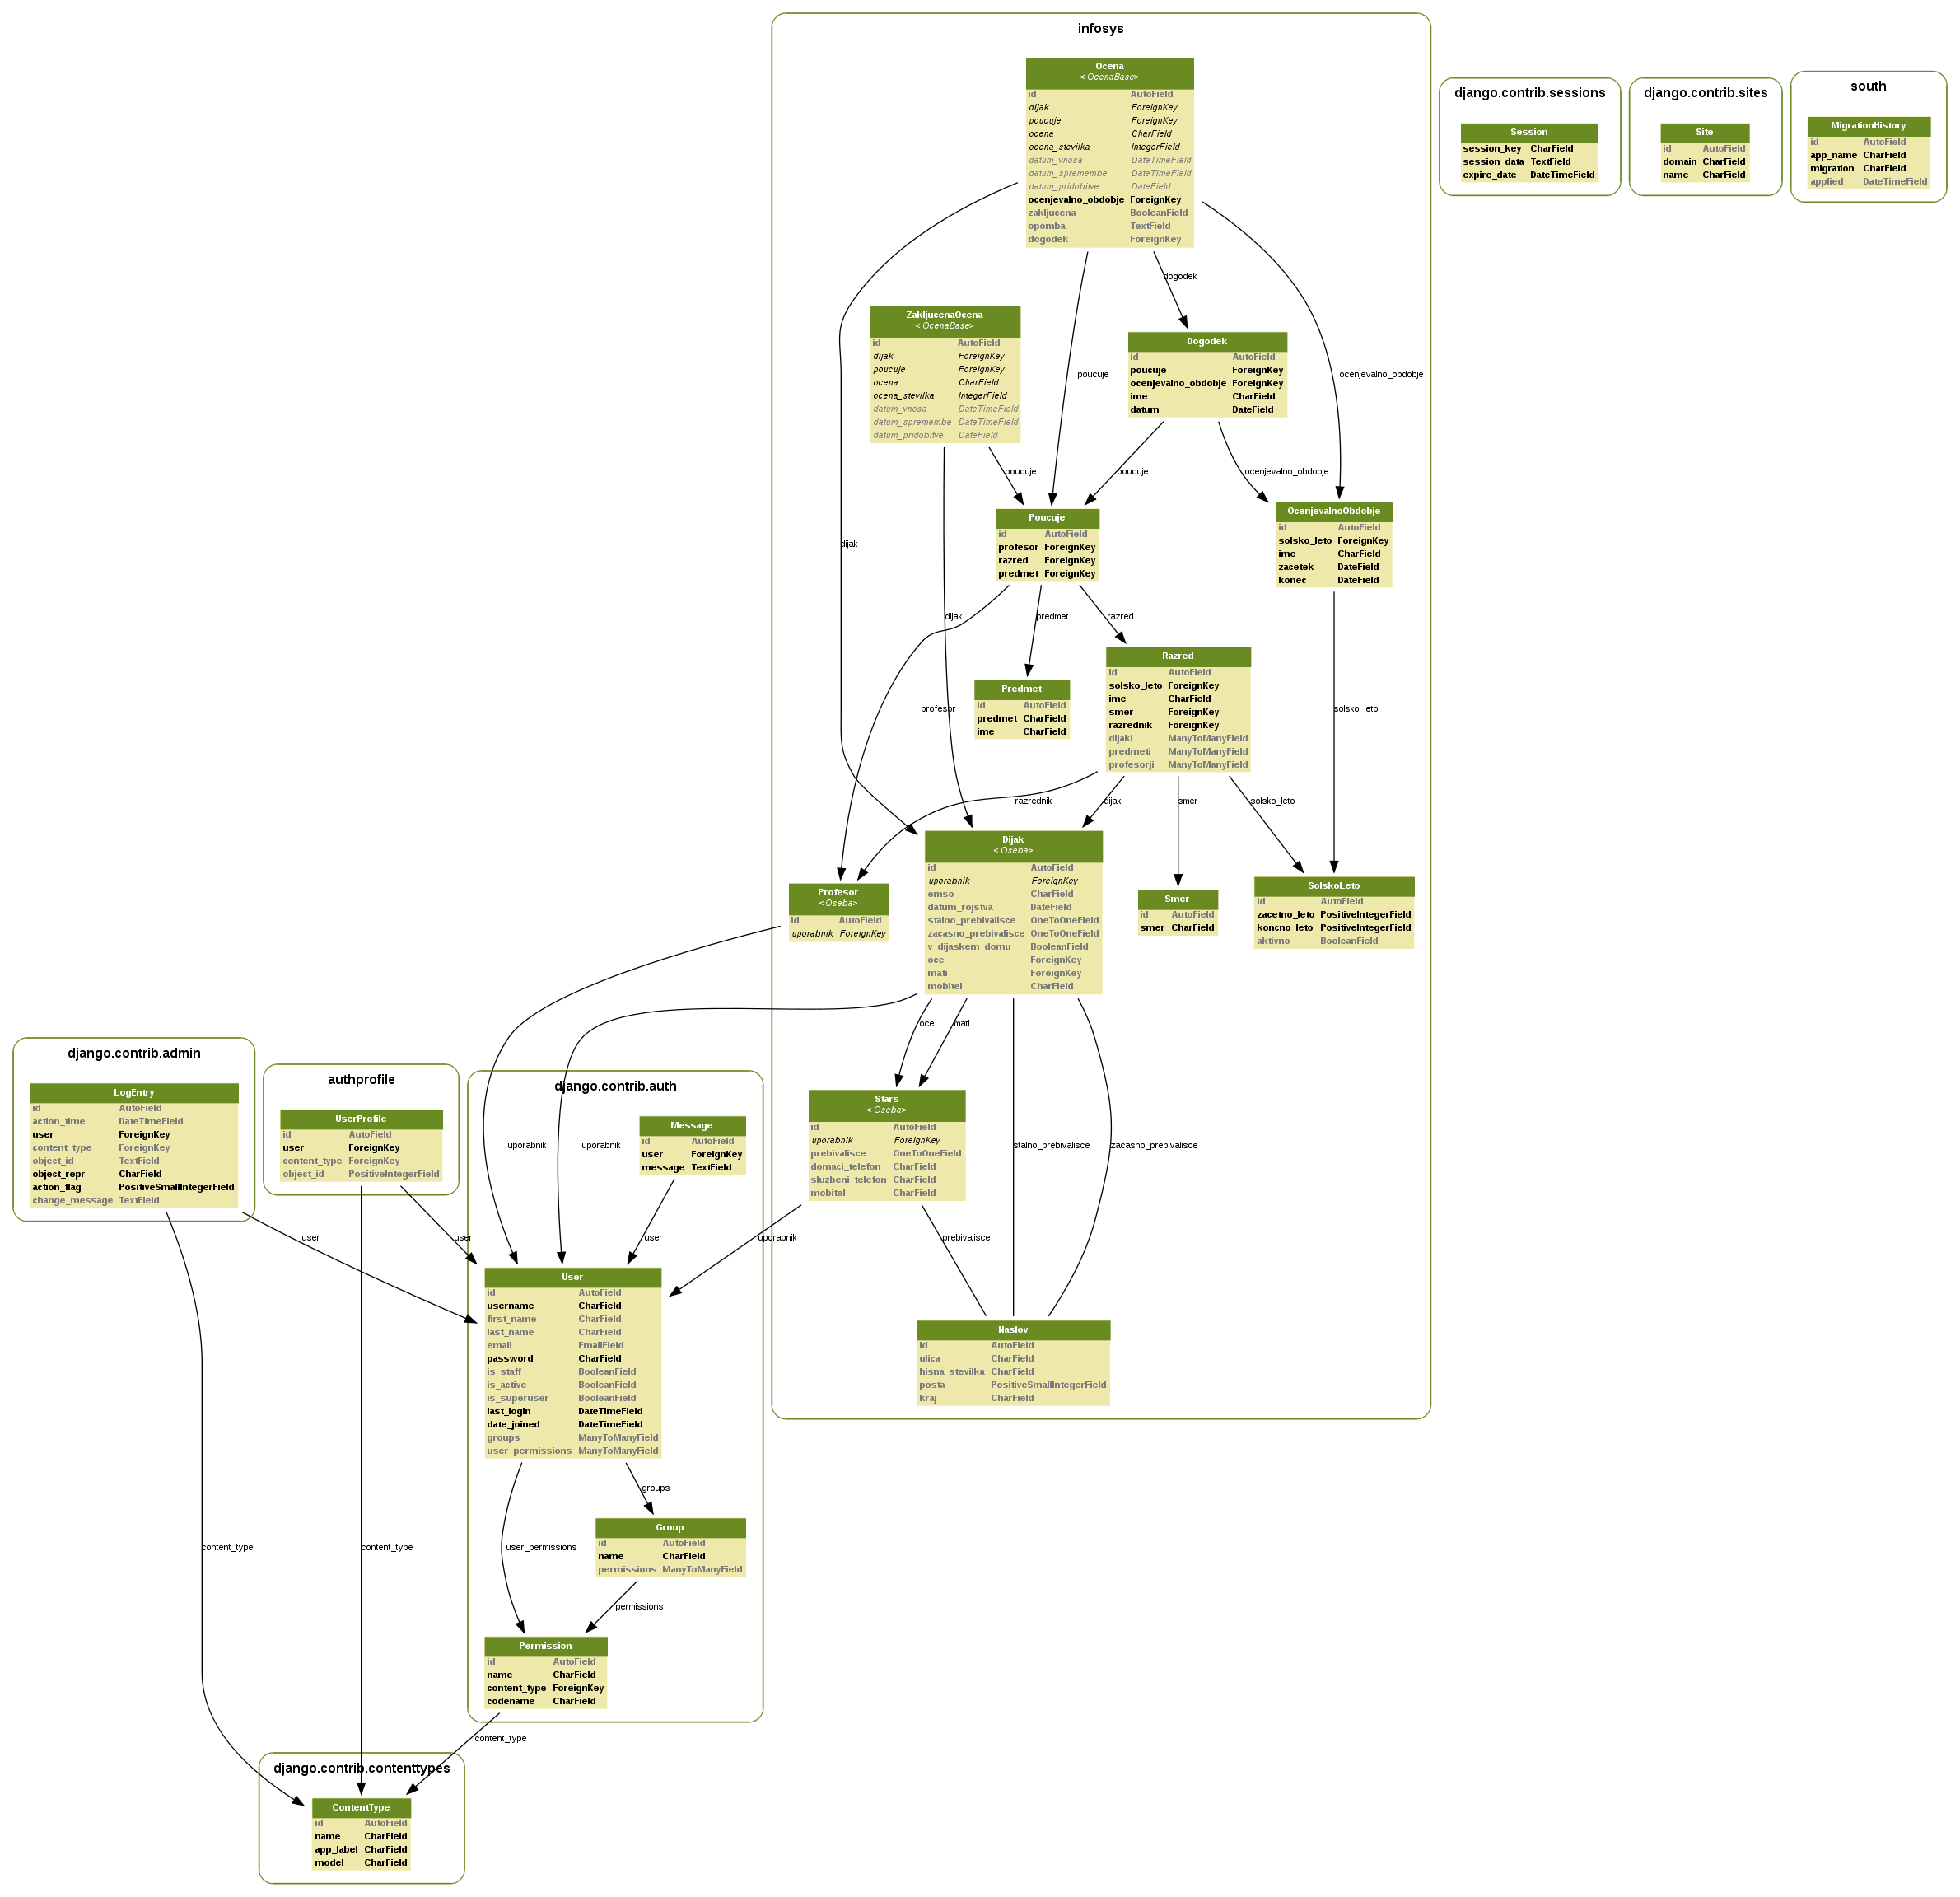 infosys
Ocena
<OcenaBase>
id AutoField
dijak ForeignKey
poucuje ForeignKey
ocena CharField
ocena_stevilka IntegerField
datum_vnosa DateTimeField
datum_spremembe DateTimeField
datum_pridobitve DateField
ocenjevalno_obdobje ForeignKey
zakljucena BooleanField
opomba TextField
dogodek ForeignKey
django.contrib.sessions
Session
session_key CharField
session_data TextField
expire_date DateTimeField
django.contrib.sites
Site
id AutoField
domain CharField
name CharField
south
MigrationHistory
id AutoField
app_name CharField
migration CharField
applied DateTimeField
dogodek
ZakljucenaOcena
<OcenaBase>
id AutoField
dijak ForeignKey
poucuje ForeignKey
ocena CharField
ocena_stevilka IntegerField
datum_vnosa DateTimeField
datum_spremembe DateTimeField
datum_pridobitve DateField
poucuje
Dogodek
id AutoField
poucuje ForeignKey
ocenjevalno_obdobje ForeignKey
ime CharField
datum DateField
ocenjevalno_obdobje
poucuje
poucuje
ocenjevalno_obdobje
dijak
Poucuje
id AutoField
profesor ForeignKey
razred ForeignKey
predmet ForeignKey
OcenjevalnoObdobje
id AutoField
solsko_leto ForeignKey
ime CharField
zacetek DateField
konec DateField
dijak
predmet
razred
profesor
Predmet
id AutoField
predmet CharField
ime CharField
Razred
id AutoField
solsko_leto ForeignKey
ime CharField
smer ForeignKey
razrednik ForeignKey
dijaki ManyToManyField
predmeti ManyToManyField
profesorji ManyToManyField
solsko_leto
razrednik
dijaki
smer
solsko_leto
Profesor
<Oseba>
id AutoField
uporabnik ForeignKey
Dijak
<Oseba>
id AutoField
uporabnik ForeignKey
emso CharField
datum_rojstva DateField
stalno_prebivalisce OneToOneField
zacasno_prebivalisce OneToOneField
v_dijaskem_domu BooleanField
oce ForeignKey
mati ForeignKey
mobitel CharField
Smer
id AutoField
smer CharField
SolskoLeto
id AutoField
zacetno_leto PositiveIntegerField
koncno_leto PositiveIntegerField
aktivno BooleanField
oce
mati
django.contrib.admin
LogEntry
id AutoField
action_time DateTimeField
user ForeignKey
content_type ForeignKey
object_id TextField
object_repr CharField
action_flag PositiveSmallIntegerField
change_message TextField
authprofile
UserProfile
id AutoField
user ForeignKey
content_type ForeignKey
object_id PositiveIntegerField
django.contrib.auth
Message
id AutoField
user ForeignKey
message TextField
uporabnik
uporabnik
Stars
<Oseba>
id AutoField
uporabnik ForeignKey
prebivalisce OneToOneField
domaci_telefon CharField
sluzbeni_telefon CharField
mobitel CharField
stalno_prebivalisce
zacasno_prebivalisce
user
user
user
uporabnik
prebivalisce
User
id AutoField
username CharField
first_name CharField
last_name CharField
email EmailField
password CharField
is_staff BooleanField
is_active BooleanField
is_superuser BooleanField
last_login DateTimeField
date_joined DateTimeField
groups ManyToManyField
user_permissions ManyToManyField
Naslov
id AutoField
ulica CharField
hisna_stevilka CharField
posta PositiveSmallIntegerField
kraj CharField
groups
Group
id AutoField
name CharField
permissions ManyToManyField
content_type
content_type
user_permissions
permissions
Permission
id AutoField
name CharField
content_type ForeignKey
codename CharField
content_type
django.contrib.contenttypes
ContentType
id AutoField
name CharField
app_label CharField
model CharField